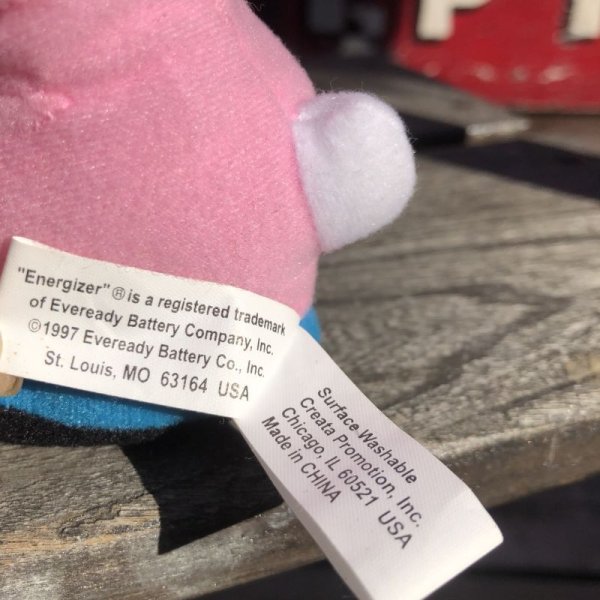 "Energizer" ® is a registered trademark
of Eveready Battery Company, Inc.
©1997 Eveready Battery Co., Inc.
St. Louis, MO 63164 USA
Surface Washable
Creata Promotion, Inc.
Chicago, IL 60521 USA
Made in CHINA